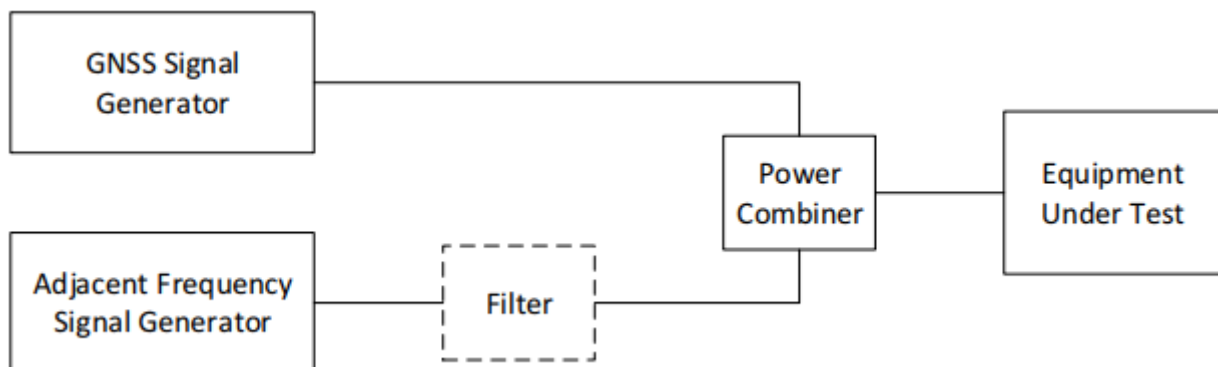 GNSS Signal
Generator
Power
Combiner
Equipment
Under Test
Adjacent Frequency
Signal Generator
Filter